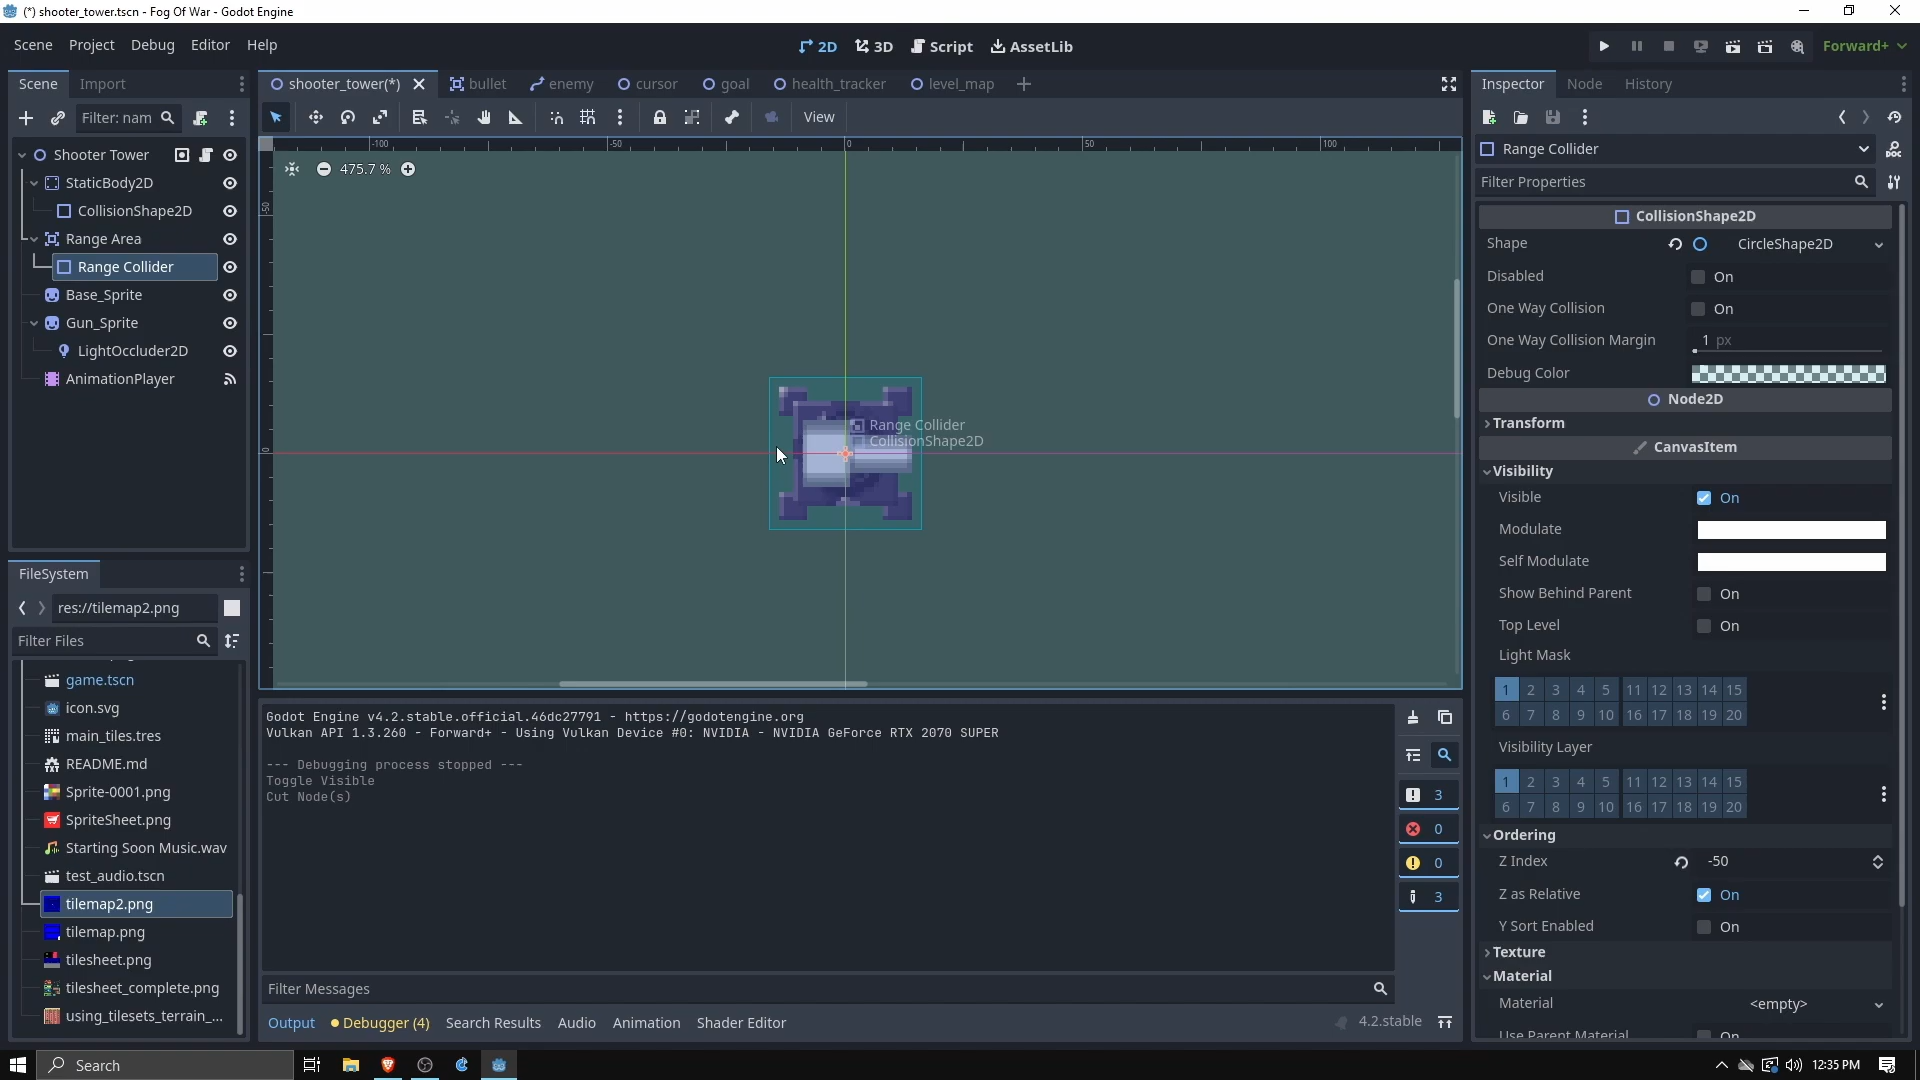 (*) shooter_tower.tscn - Fog Of War - Godot Engine
Scene Project Debug Editor Help
2D 3D Script AssetLib
Forward+
Scene Import
shooter_tower(*) bullet enemy cursor goal health_tracker level_map
Inspector Node History
Filter: nam
View
Range Collider
Filter Properties
Shooter Tower
StaticBody2D
CollisionShape2D
Range Area
Range Collider
Base_Sprite
Gun_Sprite
LightOccluder2D
AnimationPlayer
-100 -50 0 50 100
475.7 %
-50
0
Range Collider
CollisionShape2D
CollisionShape2D
Shape CircleShape2D
Disabled On
One Way Collision On
One Way Collision Margin 1 px
Debug Color
Node2D
Transform
CanvasItem
Visibility
Visible On
Modulate
Self Modulate
Show Behind Parent On
Top Level On
Light Mask
1 2 3 4 5 11 12 13 14 15
6 7 8 9 10 16 17 18 19 20
Visibility Layer
1 2 3 4 5 11 12 13 14 15
6 7 8 9 10 16 17 18 19 20
Ordering
Z Index -50
Z as Relative On
Y Sort Enabled On
Texture
Material
Material <empty>
Use Parent Material On
FileSystem
res://tilemap2.png
Filter Files
game.tscn
icon.svg
main_tiles.tres
README.md
Sprite-0001.png
SpriteSheet.png
Starting Soon Music.wav
test_audio.tscn
tilemap2.png
tilemap.png
tilesheet.png
tilesheet_complete.png
using_tilesets_terrain_...
Godot Engine v4.2.stable.official.46dc27791 - https://godotengine.org
Vulkan API 1.3.260 - Forward+ - Using Vulkan Device #0: NVIDIA - NVIDIA GeForce RTX 2070 SUPER
--- Debugging process stopped ---
Toggle Visible
Cut Node(s)
3
0
0
3
Filter Messages
Output Debugger (4) Search Results Audio Animation Shader Editor
4.2.stable
Search
12:35 PM